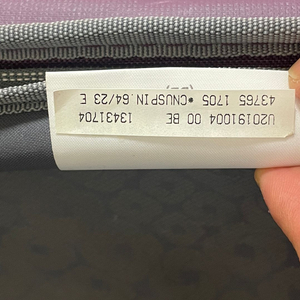 U20191004 00 BE 13431704
43765 1705 •CNUSPIN.64/23 E